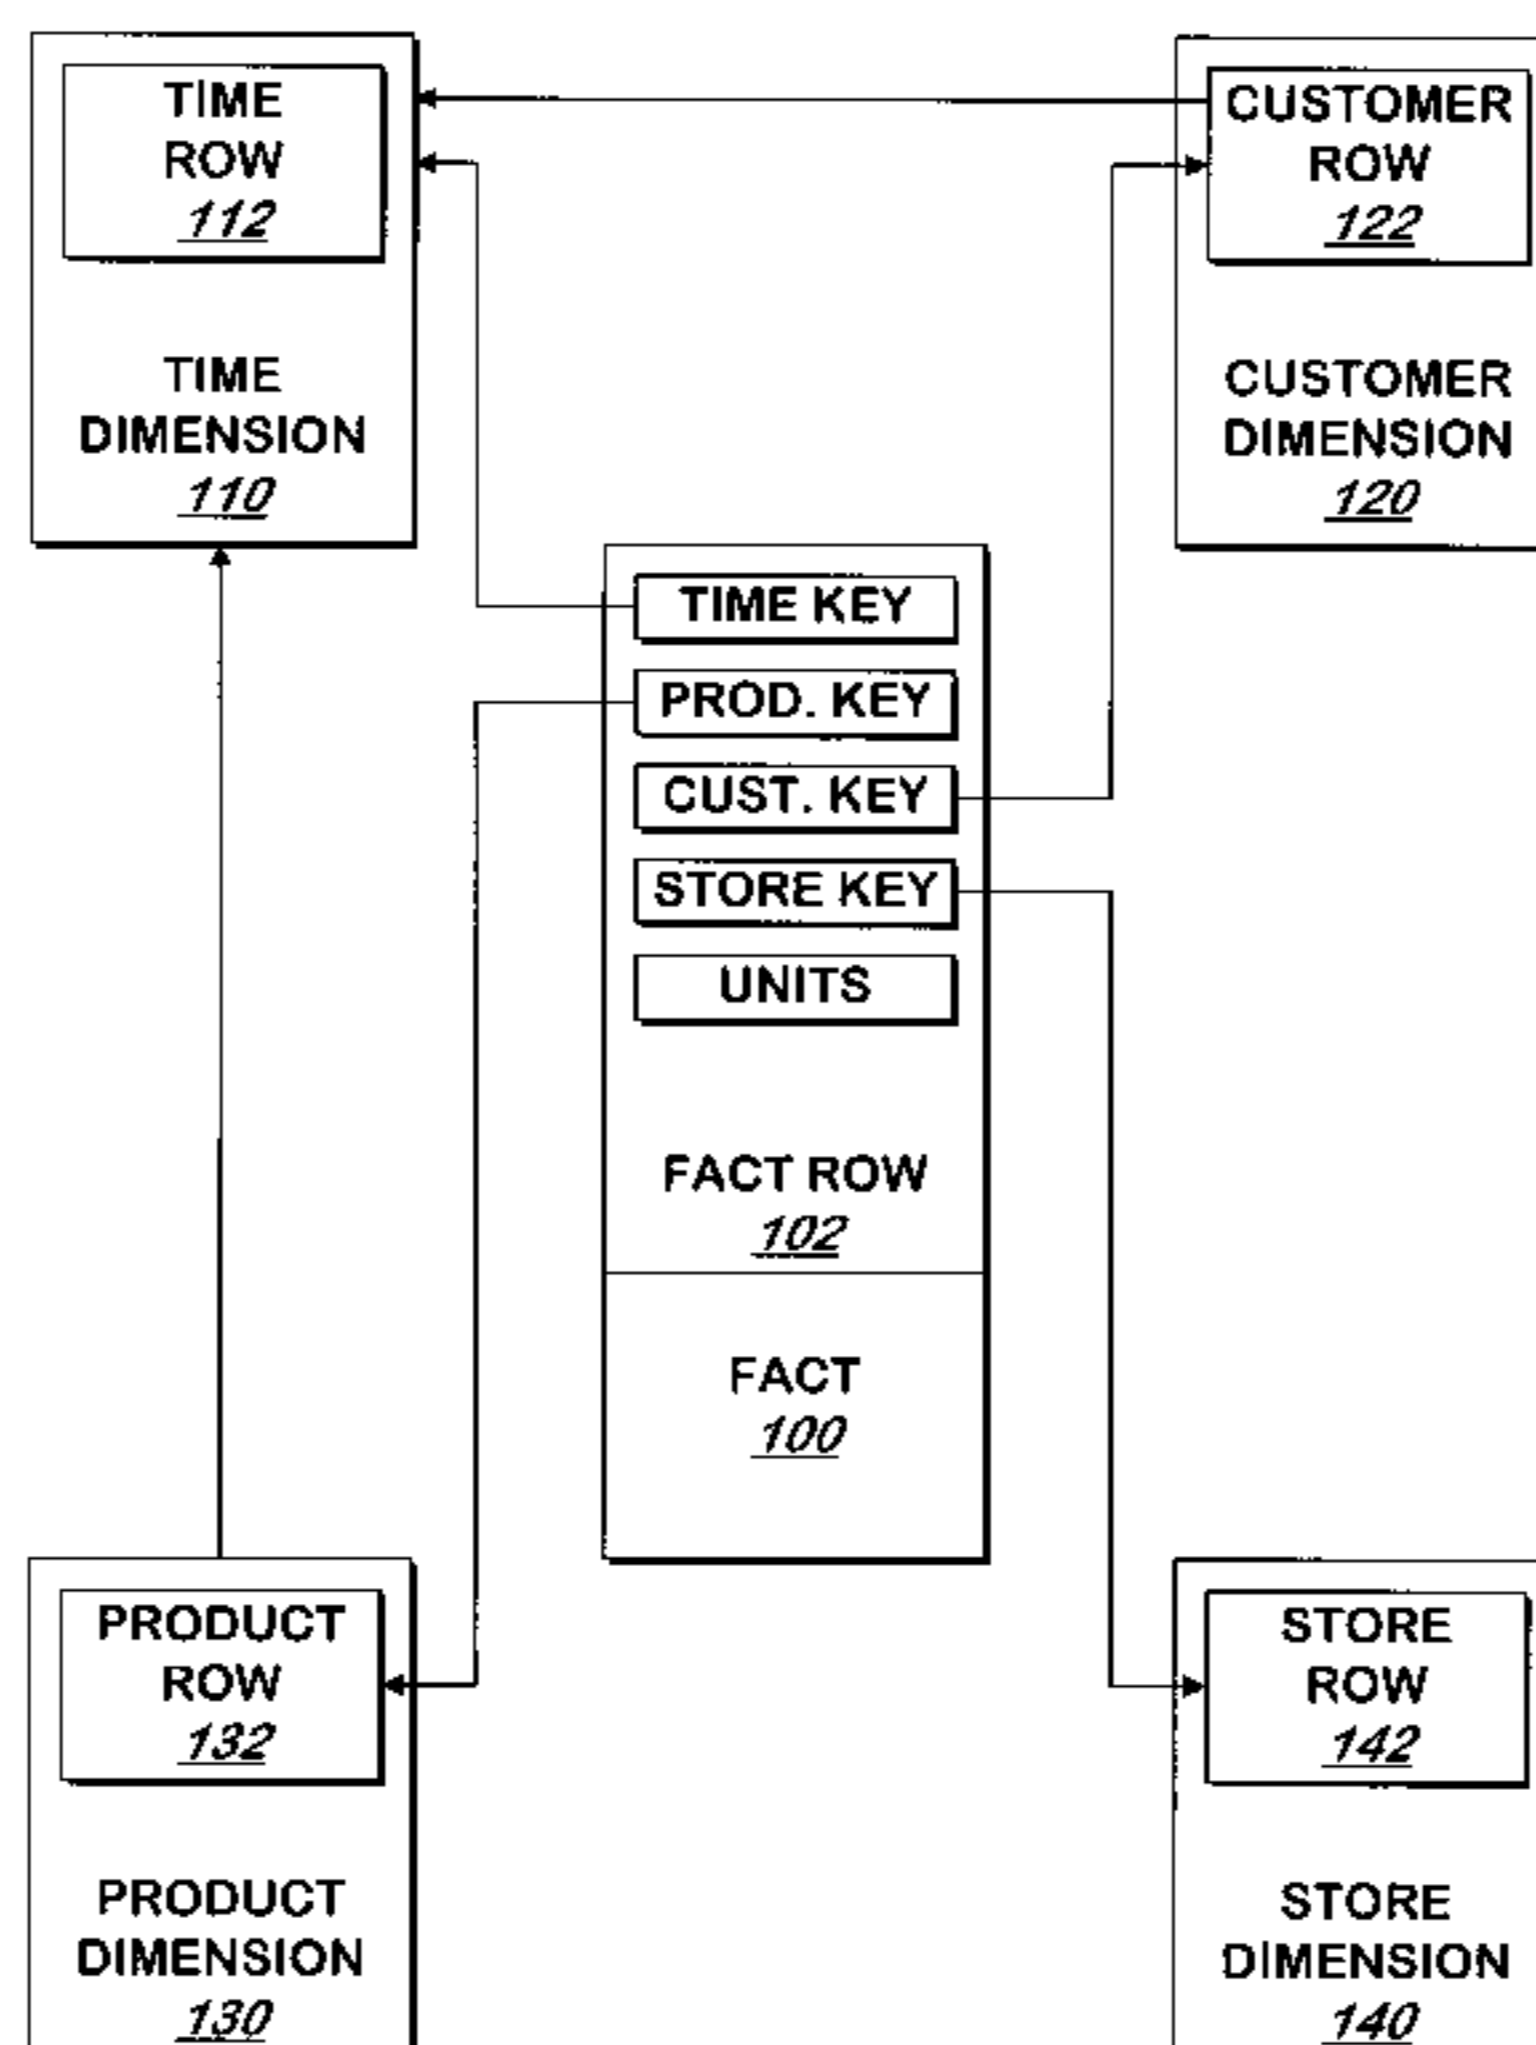 TIME
ROW
112
TIME
DIMENSION
110
CUSTOMER
ROW
122
CUSTOMER
DIMENSION
120
TIME KEY
PROD. KEY
CUST. KEY
STORE KEY
UNITS
FACT ROW
102
FACT
100
PRODUCT
ROW
132
PRODUCT
DIMENSION
130
STORE
ROW
142
STORE
DIMENSION
140